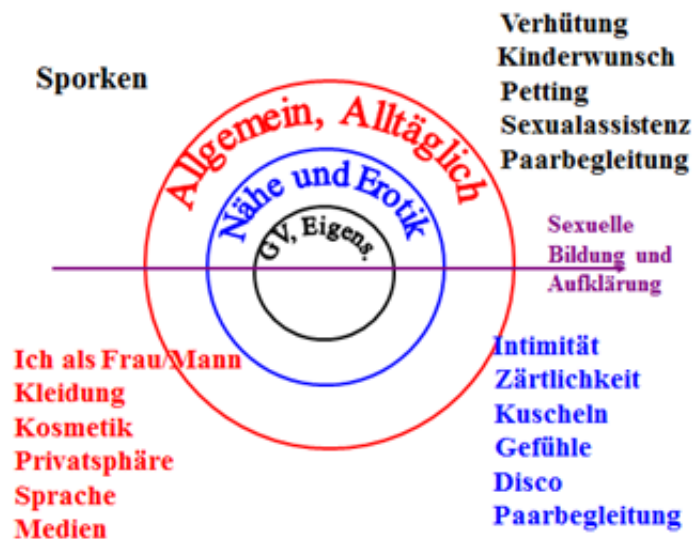 Sporken
Verhütung
Kinderwunsch
Petting
Sexualassistenz
Paarbegleitung
Allgemein, Alltäglich
Nähe und Erotik
GV, Eigens.
Sexuelle
Bildung und
Aufklärung
Ich als Frau/Mann
Kleidung
Kosmetik
Privatsphäre
Sprache
Medien
Intimität
Zärtlichkeit
Kuscheln
Gefühle
Disco
Paarbegleitung